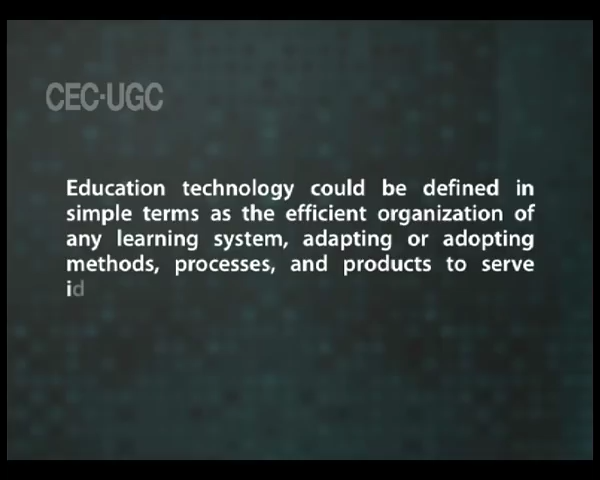 CEC-UGC
Education technology could be defined in
simple terms as the efficient organization of
any learning system, adapting or adopting
methods, processes, and products to serve
id